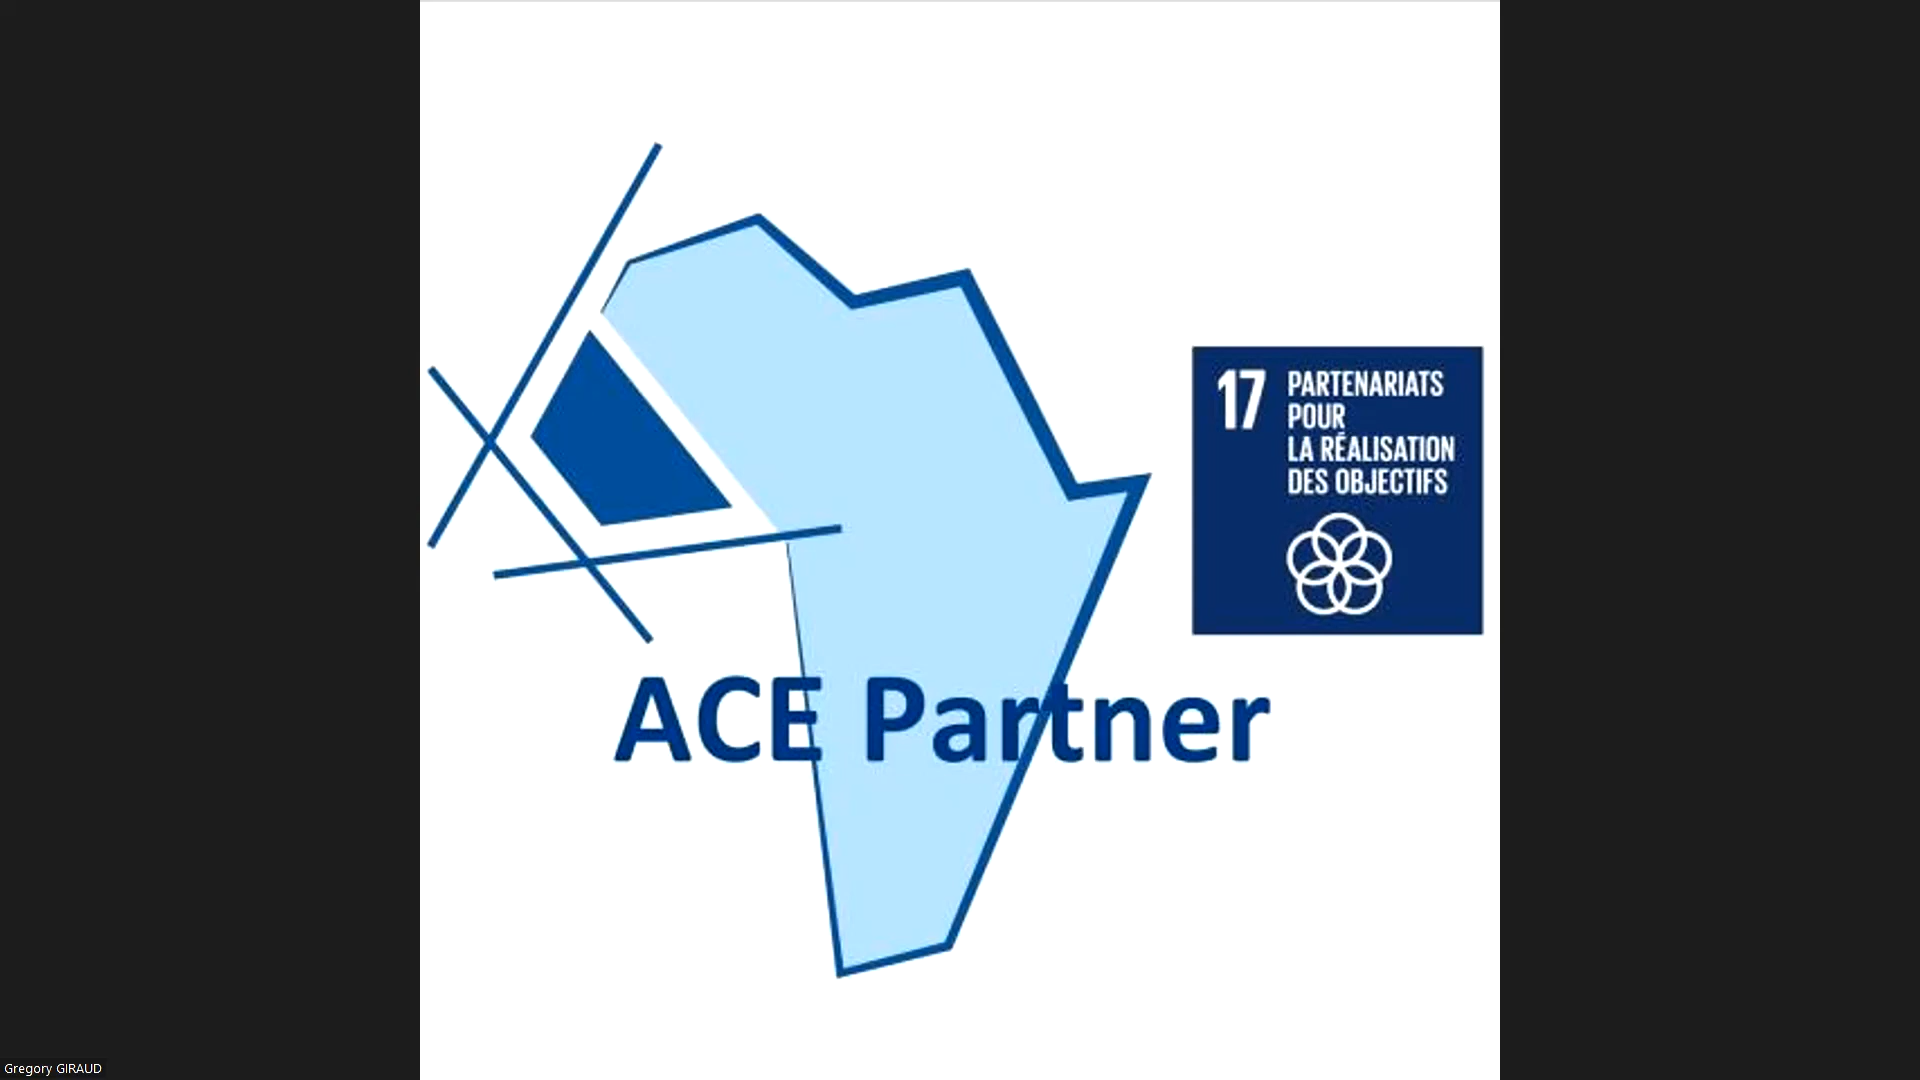 17
PARTENARIATS
POUR
LA RÉALISATION
DES OBJECTIFS
ACE Partner
Gregory GIRAUD